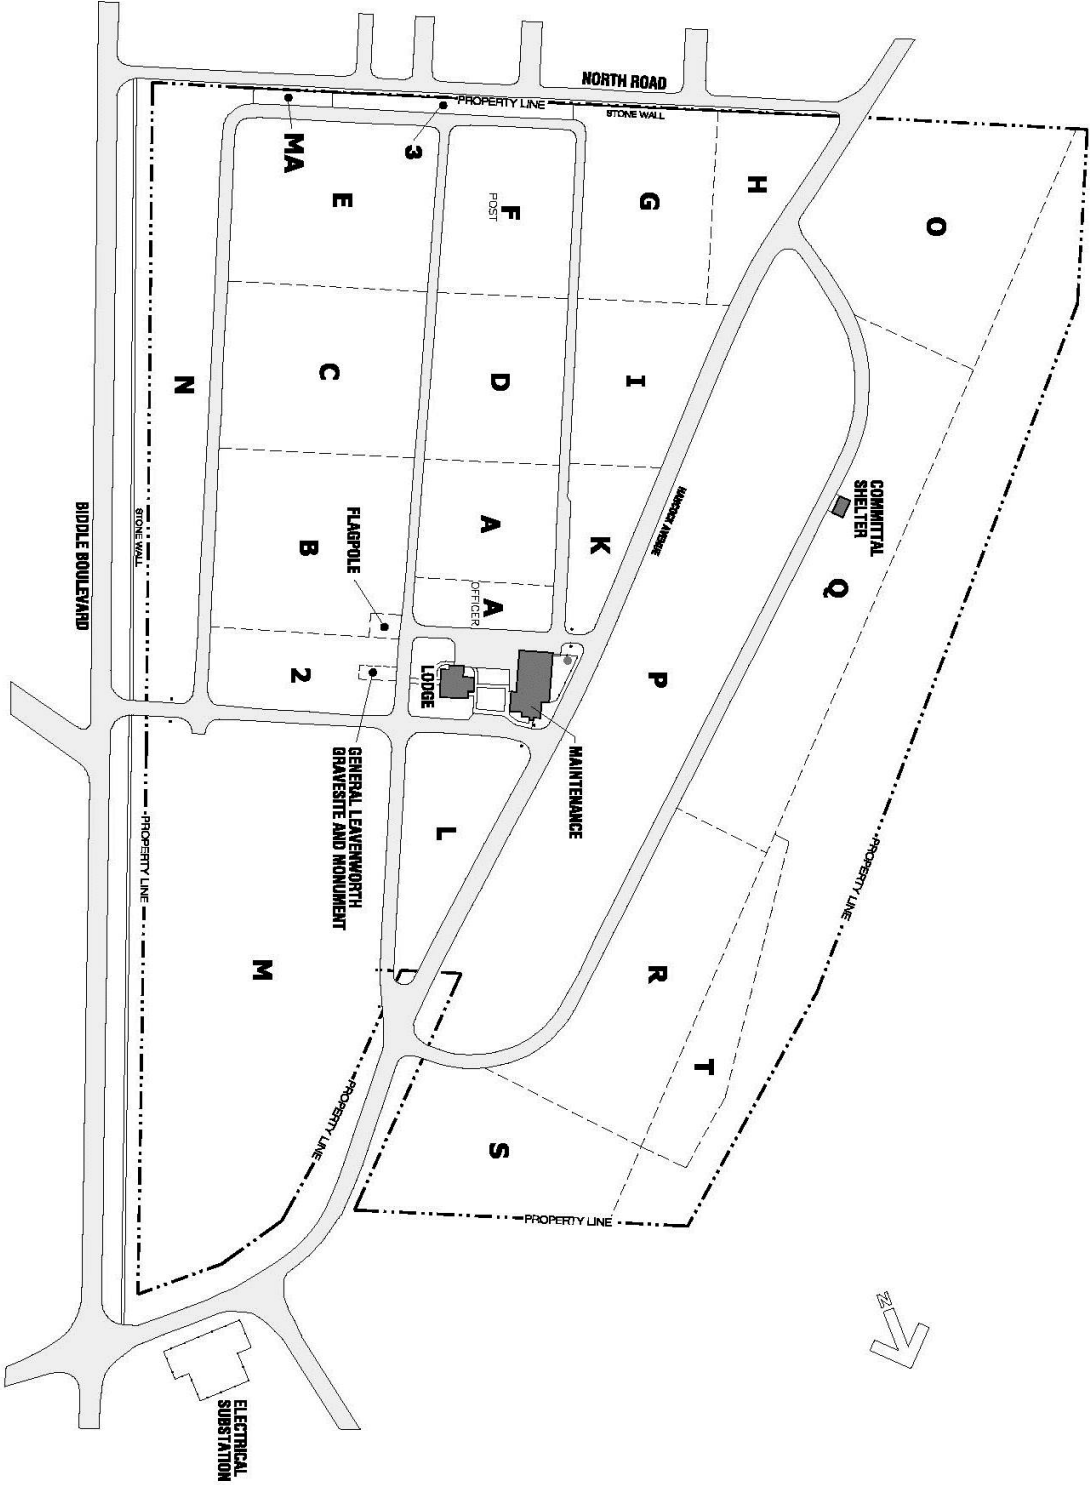 NORTH ROAD
PROPERTY LINE
STONE WALL
MA
3
E
F
POST
G
H
O
N
C
D
I
HANCOCK AVENUE
COMMITTAL
SHELTER
BIDDLE BOULEVARD
STONE WALL
B
FLAGPOLE
A
A
OFFICER
K
P
Q
2
LODGE
MAINTENANCE
GENERAL LEAVENWORTH
GRAVESITE AND MONUMENT
L
PROPERTY LINE
PROPERTY LINE
M
R
T
PROPERTY LINE
S
PROPERTY LINE
N
ELECTRICAL
SUBSTATION